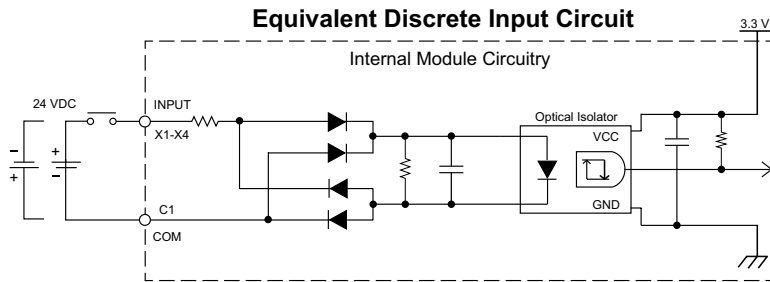 Equivalent Discrete Input Circuit
3.3 V
Internal Module Circuitry
24 VDC
INPUT
X1-X4
Optical Isolator
VCC
GND
C1
COM
+
-
-
+